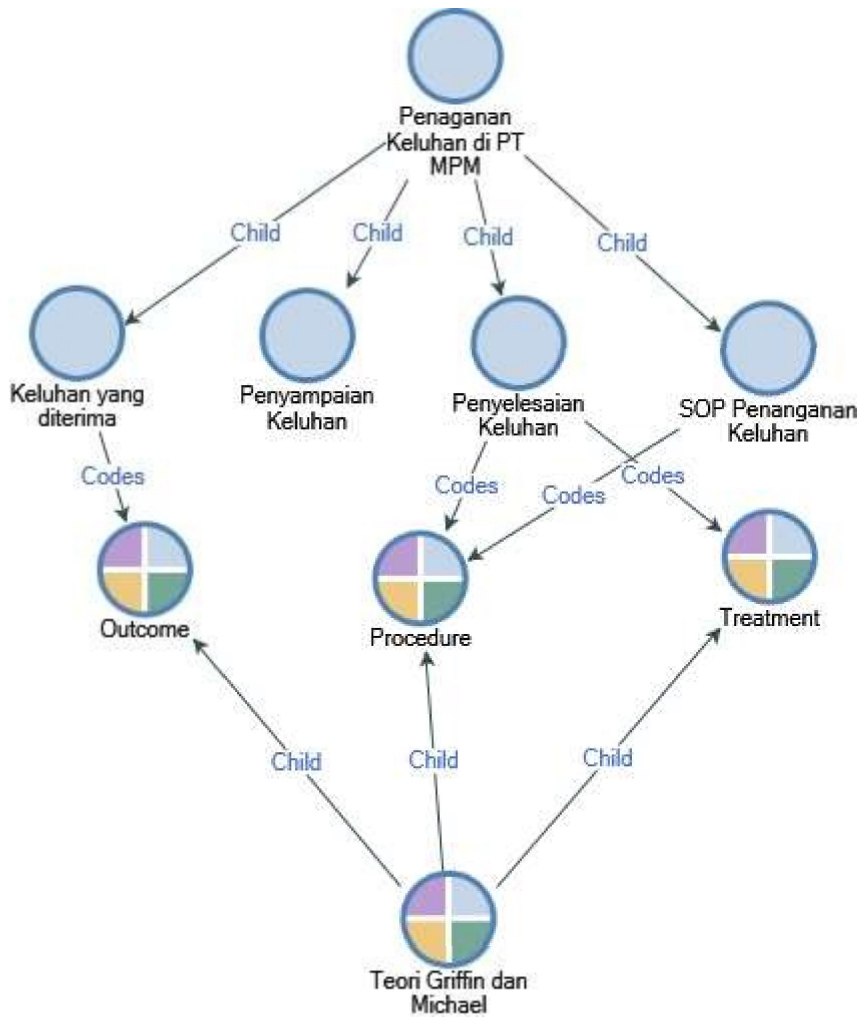 Penaganan
Keluhan di PT
MPM
Child
Child
Child
Child
Keluhan yang
diterima
Penyampaian
Keluhan
Penyelesaian
Keluhan
SOP Penanganan
Keluhan
Codes
Codes
Codes
Codes
Outcome
Procedure
Treatment
Child
Child
Child
Teori Griffin dan
Michael